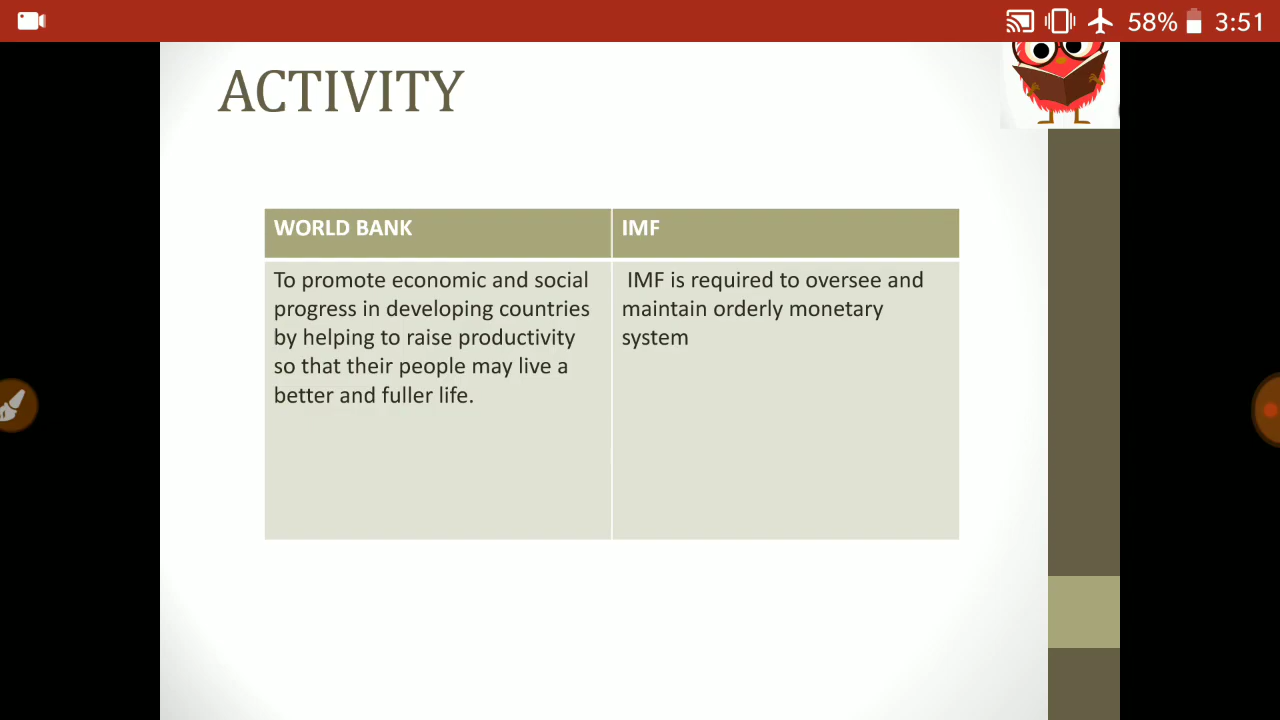 58% 3:51
ACTIVITY
WORLD BANK
IMF
To promote economic and social
progress in developing countries
by helping to raise productivity
so that their people may live a
better and fuller life.
IMF is required to oversee and
maintain orderly monetary
system